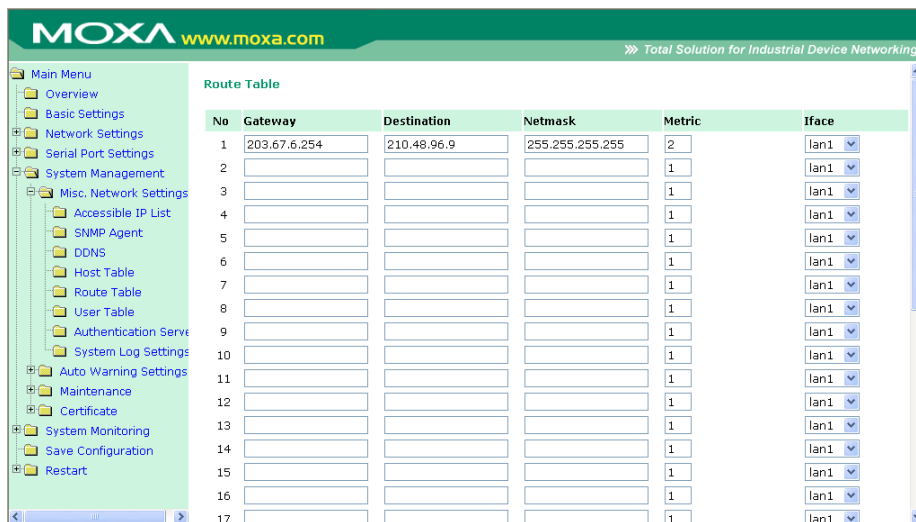 MOXA www.moxa.com
Total Solution for Industrial Device Networking
Main Menu
Overview
Basic Settings
Network Settings
Serial Port Settings
System Management
Misc. Network Settings
Accessible IP List
SNMP Agent
DDNS
Host Table
Route Table
User Table
Authentication Serve
System Log Settings
Auto Warning Settings
Maintenance
Certificate
System Monitoring
Save Configuration
Restart
Route Table
No Gateway Destination Netmask Metric Iface
1 203.67.6.254 210.48.96.9 255.255.255.255 2 lan1
2 1 lan1
3 1 lan1
4 1 lan1
5 1 lan1
6 1 lan1
7 1 lan1
8 1 lan1
9 1 lan1
10 1 lan1
11 1 lan1
12 1 lan1
13 1 lan1
14 1 lan1
15 1 lan1
16 1 lan1
17 1 lan1